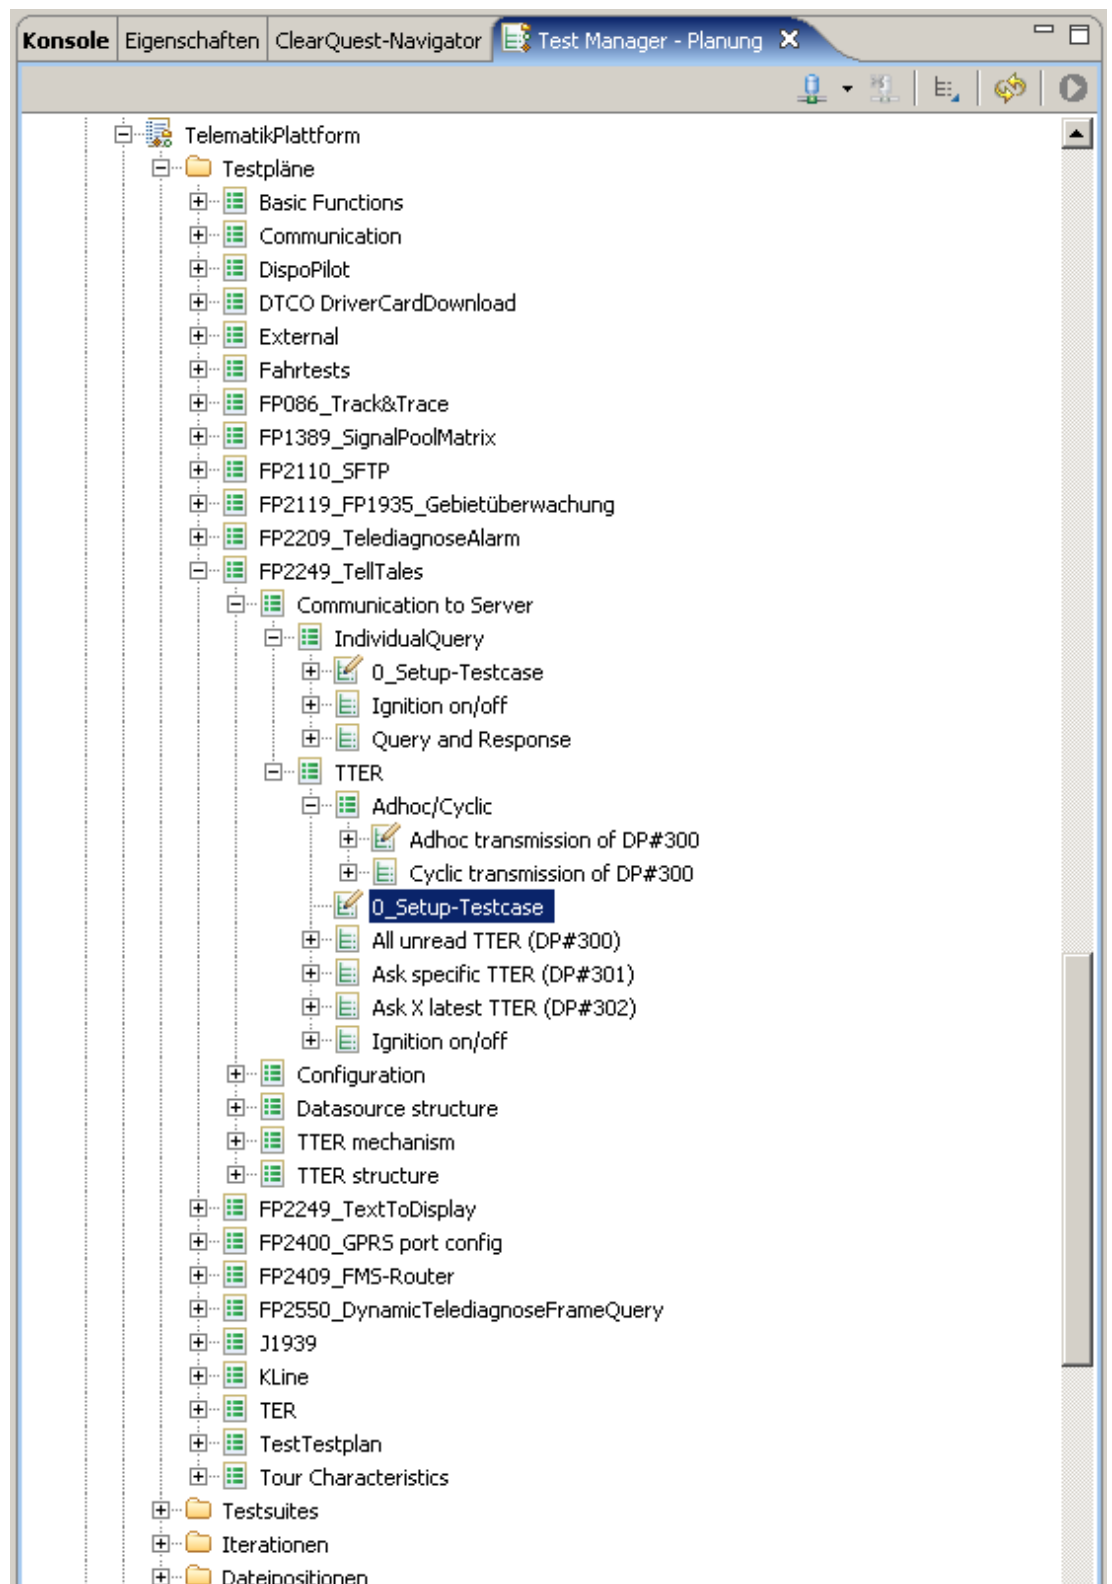 Konsole Eigenschaften ClearQuest-Navigator Test Manager - Planung
TelematikPlattform
Testpläne
Basic Functions
Communication
DispoPilot
DTCO DriverCardDownload
External
Fahrtests
FP086_Track&Trace
FP1389_SignalPoolMatrix
FP2110_SFTP
FP2119_FP1935_Gebietüberwachung
FP2209_TelediagnoseAlarm
FP2249_TellTales
Communication to Server
IndividualQuery
0_Setup-Testcase
Ignition on/off
Query and Response
TTER
Adhoc/Cyclic
Adhoc transmission of DP#300
Cyclic transmission of DP#300
0_Setup-Testcase
All unread TTER (DP#300)
Ask specific TTER (DP#301)
Ask X latest TTER (DP#302)
Ignition on/off
Configuration
Datasource structure
TTER mechanism
TTER structure
FP2249_TextToDisplay
FP2400_GPRS port config
FP2409_FMS-Router
FP2550_DynamicTelediagnoseFrameQuery
J1939
KLine
TER
TestTestplan
Tour Characteristics
Testsuites
Iterationen
Dateipositionen